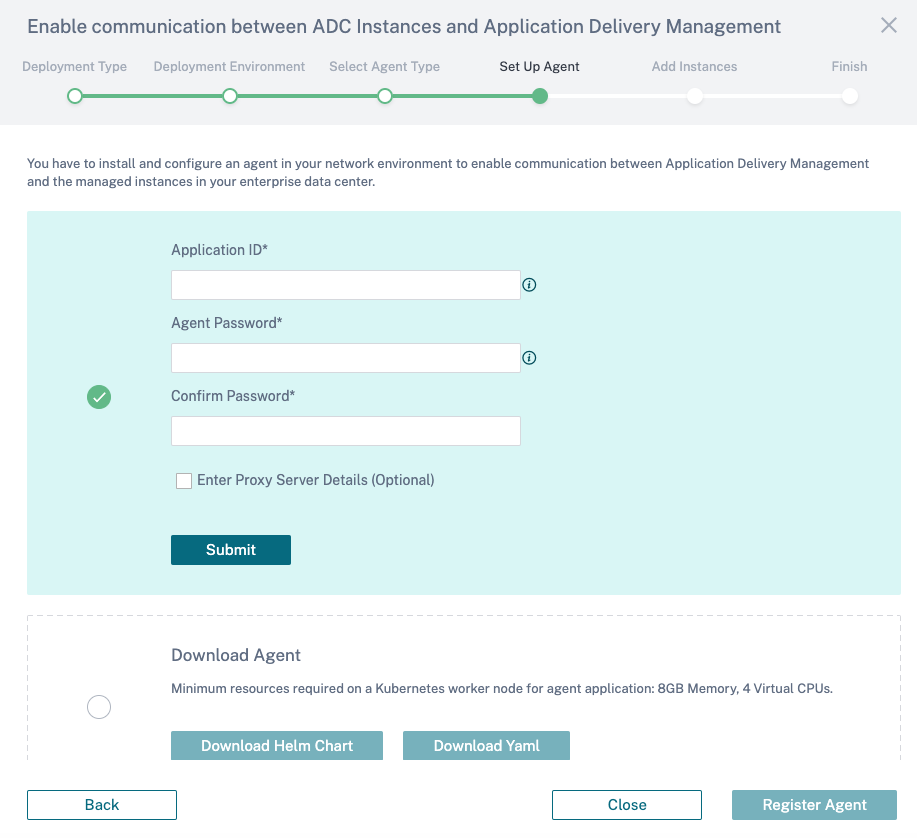 Enable communication between ADC Instances and Application Delivery Management
Deployment Type
Deployment Environment
Select Agent Type
Set Up Agent
Add Instances
Finish
You have to install and configure an agent in your network environment to enable communication between Application Delivery Management
and the managed instances in your enterprise data center.
Application ID*
Agent Password*
Confirm Password*
Enter Proxy Server Details (Optional)
Submit
Download Agent
Minimum resources required on a Kubernetes worker node for agent application: 8GB Memory, 4 Virtual CPUs.
Download Helm Chart
Download Yaml
Back
Close
Register Agent